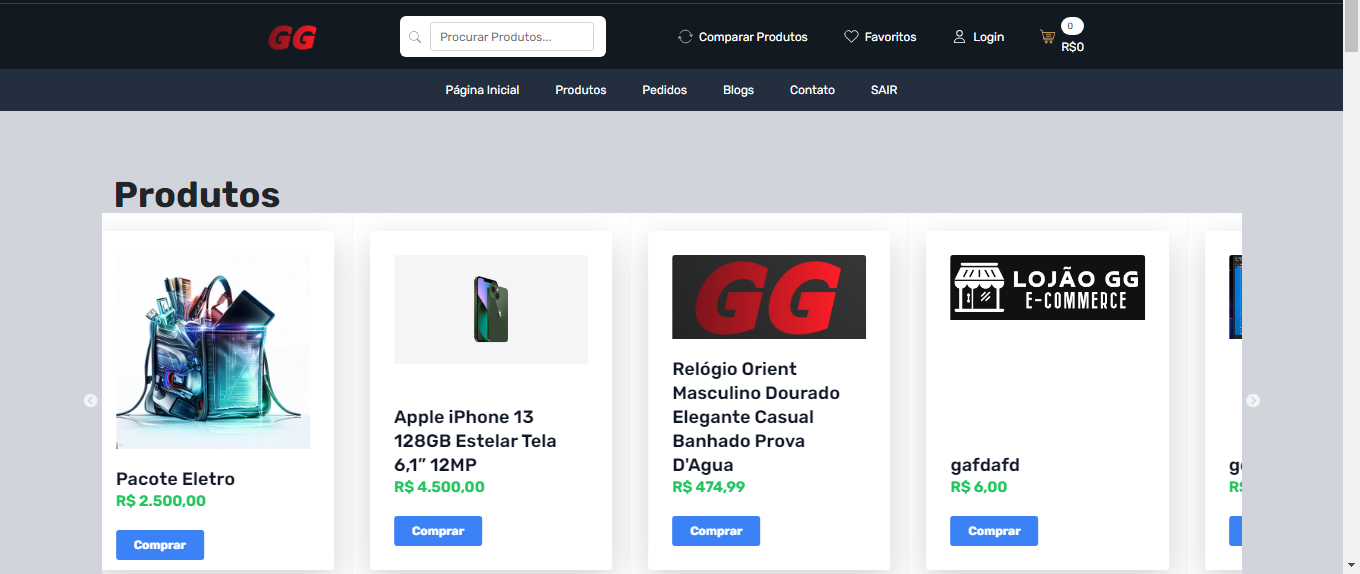 GG
Procurar Produtos...
Comparar Produtos
Favoritos
Login
0
R$0
Página Inicial
Produtos
Pedidos
Blogs
Contato
SAIR
Produtos
Pacote Eletro
R$ 2.500,00
Comprar
Apple iPhone 13
128GB Estelar Tela
6,1” 12MP
R$ 4.500,00
Comprar
GG
Relógio Orient
Masculino Dourado
Elegante Casual
Banhado Prova
D'Agua
R$ 474,99
Comprar
LOJÃO GG
E-COMMERCE
gafdafd
R$ 6,00
Comprar